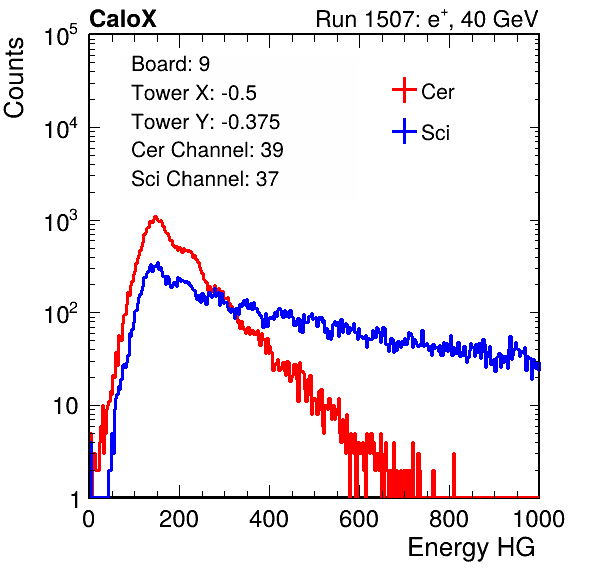 CaloX Run 1507: e⁺, 40 GeV
Counts
10⁵
10⁴
10³
10²
10
1
Board: 9
Tower X: -0.5
Tower Y: -0.375
Cer Channel: 39
Sci Channel: 37
Cer
Sci
0 200 400 600 800 1000
Energy HG